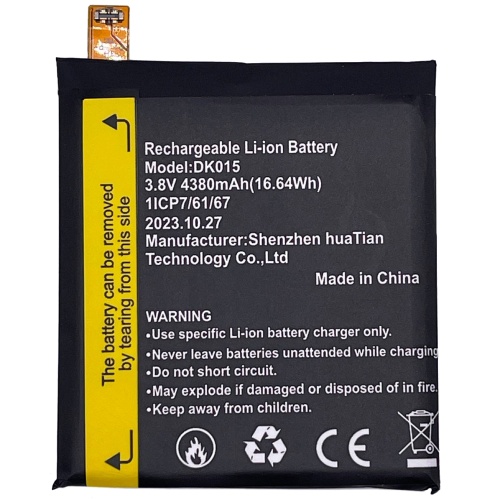 The battery can be removed
by tearing from this side
Rechargeable Li-ion Battery
Model:DK015
3.8V 4380mAh(16.64Wh)
1ICP7/61/67
2023.10.27
Manufacturer:Shenzhen huaTian
Technology Co.,Ltd
Made in China
WARNING
•Use specific Li-ion battery charger only.
•Never leave batteries unattended while charging
•Do not short circuit.
•May explode if damaged or disposed of in fire.
•Keep away from children.
CE